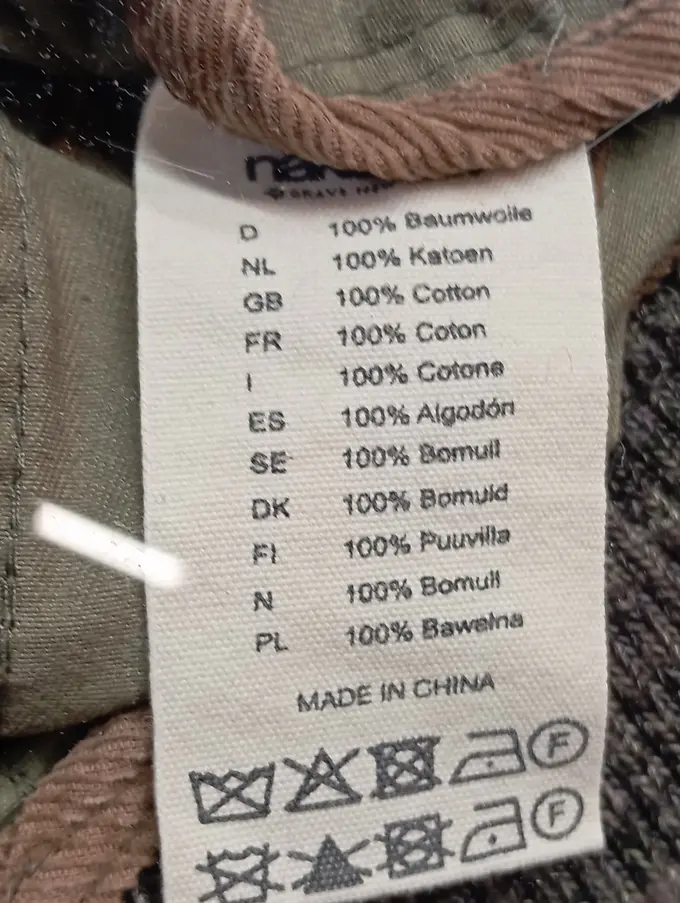 D 100% Baumwolle
NL 100% Katoen
GB 100% Cotton
FR 100% Coton
I 100% Cotone
ES 100% Algodón
SE 100% Bomull
DK 100% Bomuld
FI 100% Puuvilla
N 100% Bomull
PL 100% Bawełna
MADE IN CHINA
F
F